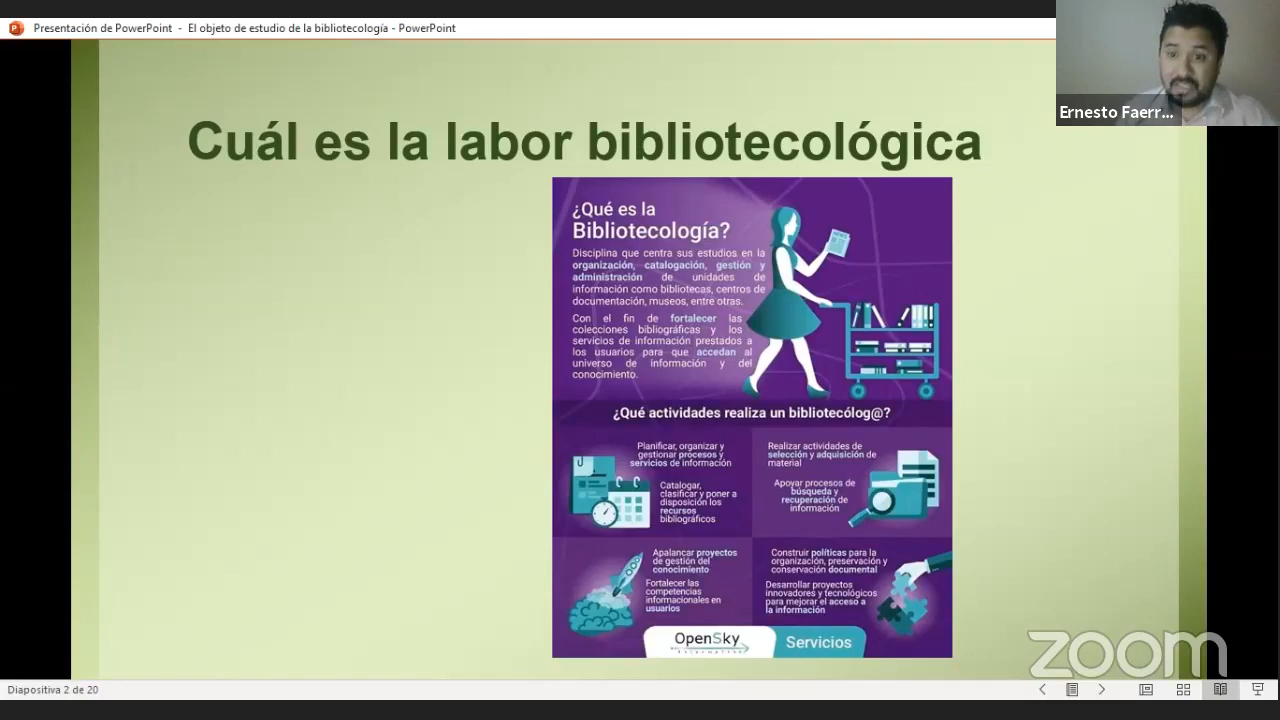 Presentación de PowerPoint - El objeto de estudio de la bibliotecología - PowerPoint
Ernesto Faerr...
Cuál es la labor bibliotecológica
¿Qué es la
Bibliotecología?
Disciplina que centra sus estudios en la
organización, catalogación, gestión y
administración de unidades de
información como bibliotecas, centros de
documentación, museos, entre otras.
Con el fin de fortalecer las
colecciones bibliográficas y los
servicios de información prestados a
los usuarios para que accedan al
universo de información y del
conocimiento.
NEWS
¿Qué actividades realiza un bibliotecólog@?
Planificar, organizar y
gestionar procesos y
servicios de información
Catalogar,
clasificar y poner a
disposición los
recursos
bibliográficos
Realizar actividades de
selección y adquisición de
material
Apoyar procesos de
búsqueda y
recuperación de
información
Apalancar proyectos
de gestión del
conocimiento
Fortalecer las
competencias
informacionales en
usuarios
Construir políticas para la
organización, preservación y
conservación documental
Desarrollar proyectos
innovadores y tecnológicos
para mejorar el acceso a
la información
OpenSky
Servicios
zoom
Diapositiva 2 de 20